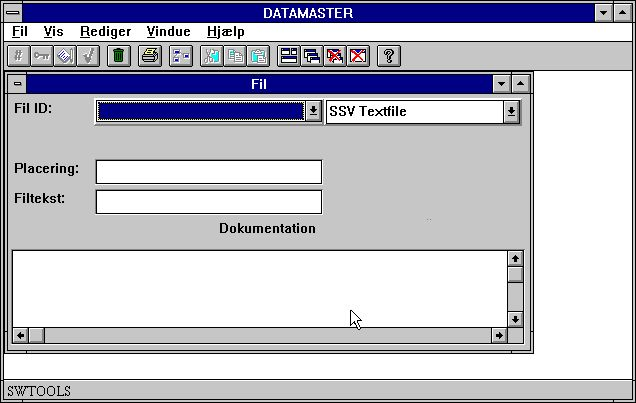 DATAMASTER
Fil Vis Rediger Vindue Hjælp
# ?
Fil
Fil ID: SSV Textfile
Placering:
Filtekst:
Dokumentation
SWTOOLS